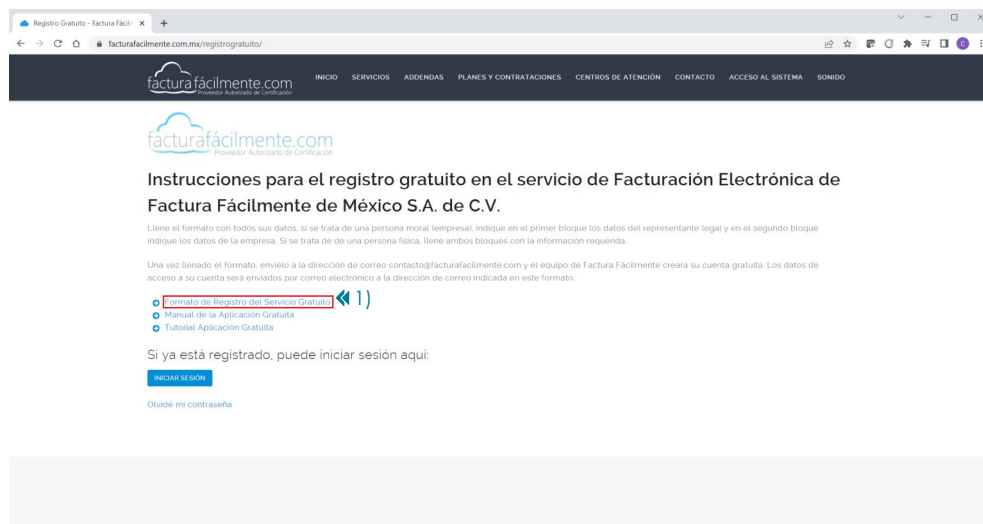 Registro Gratuito - Factura Fácilm
facturafacilmente.com.mx/registrogratuito/
C
facturafácilmente.com
Proveedor Autorizado de Certificación
INICIO SERVICIOS ADDENDAS PLANES Y CONTRATACIONES CENTROS DE ATENCIÓN CONTACTO ACCESO AL SISTEMA SONIDO
facturafácilmente.com
Proveedor Autorizado de Certificación
Instrucciones para el registro gratuito en el servicio de Facturación Electrónica de
Factura Fácilmente de México S.A. de C.V.
Llene el formato con todos sus datos, si se trata de una persona moral (empresa), indique en el primer bloque los datos del representante legal y en el segundo bloque
indique los datos de la empresa. Si se trata de de una persona física, llene ambos bloques con la información requerida.
Una vez llenado el formato, envíelo a la dirección de correo contacto@facturafacilmente.com y el equipo de Factura Fácilmente creará su cuenta gratuita. Los datos de
acceso a su cuenta será enviados por correo electrónico a la dirección de correo indicada en este formato.
Formato de Registro del Servicio Gratuito 1)
Manual de la Aplicación Gratuita
Tutorial Aplicación Gratuita
Si ya está registrado, puede iniciar sesión aquí:
INICIAR SESIÓN
Olvidé mi contraseña